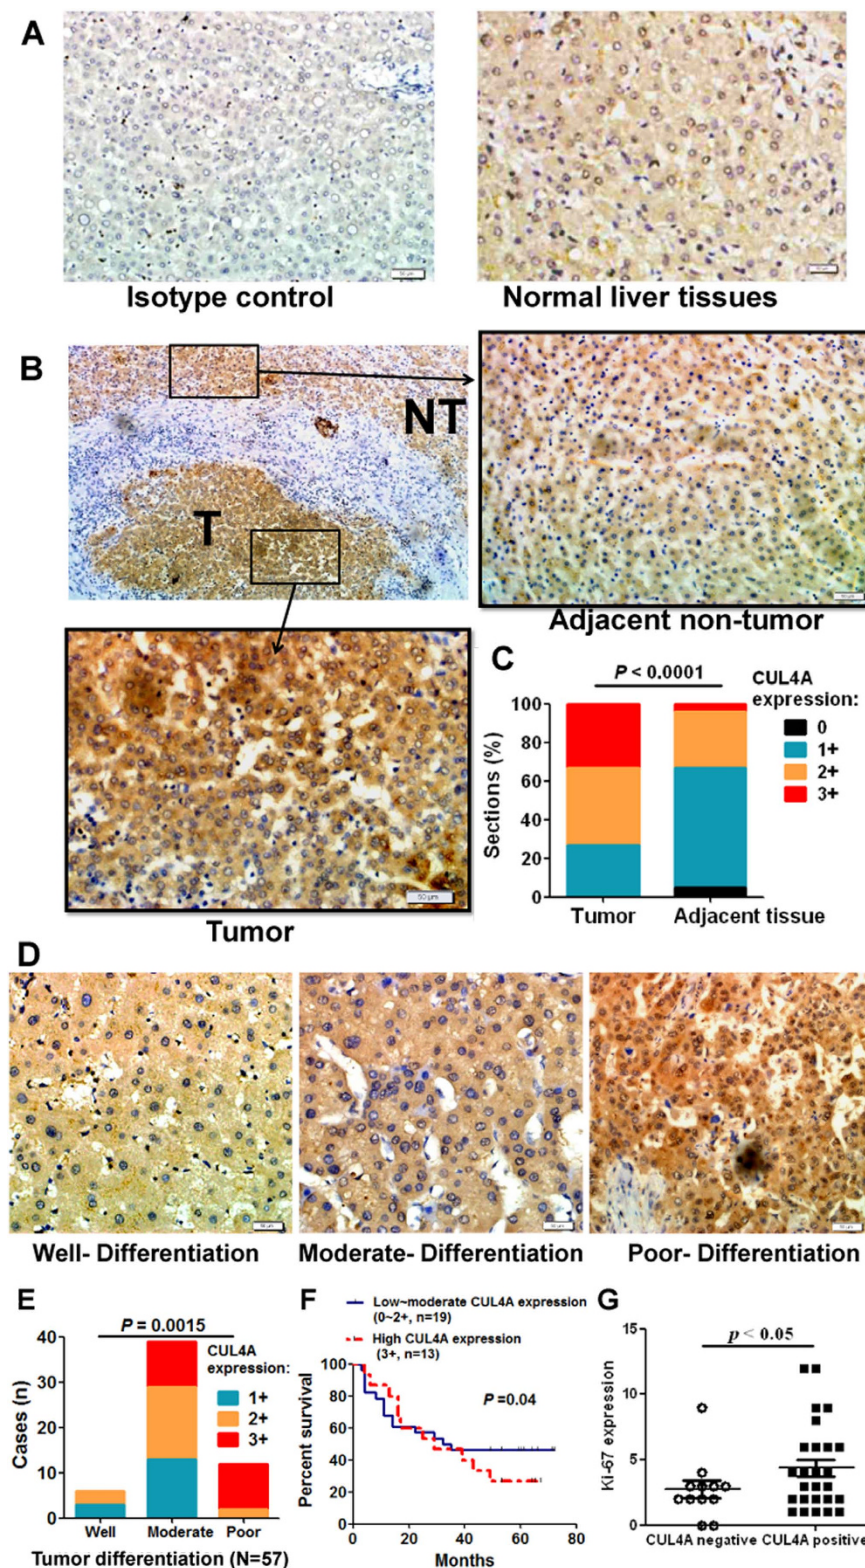 A
Isotype control
Normal liver tissues
B
NT
T
Adjacent non-tumor
50 µm
Tumor
C
P < 0.0001
CUL4A
expression:
0
1+
2+
3+
Sections (%)
100
80
60
40
20
0
Tumor
Adjacent tissue
D
Well- Differentiation
Moderate- Differentiation
Poor- Differentiation
E
P = 0.0015
CUL4A
expression:
1+
2+
3+
Cases (n)
40
30
20
10
0
Well
Moderate
Poor
Tumor differentiation (N=57)
F
Low~moderate CUL4A expression
(0~2+, n=19)
High CUL4A expression
(3+, n=13)
P =0.04
Percent survival
100
80
60
40
20
0
0
20
40
60
80
Months
G
p < 0.05
Ki-67 expression
15
10
5
0
CUL4A negative
CUL4A positive